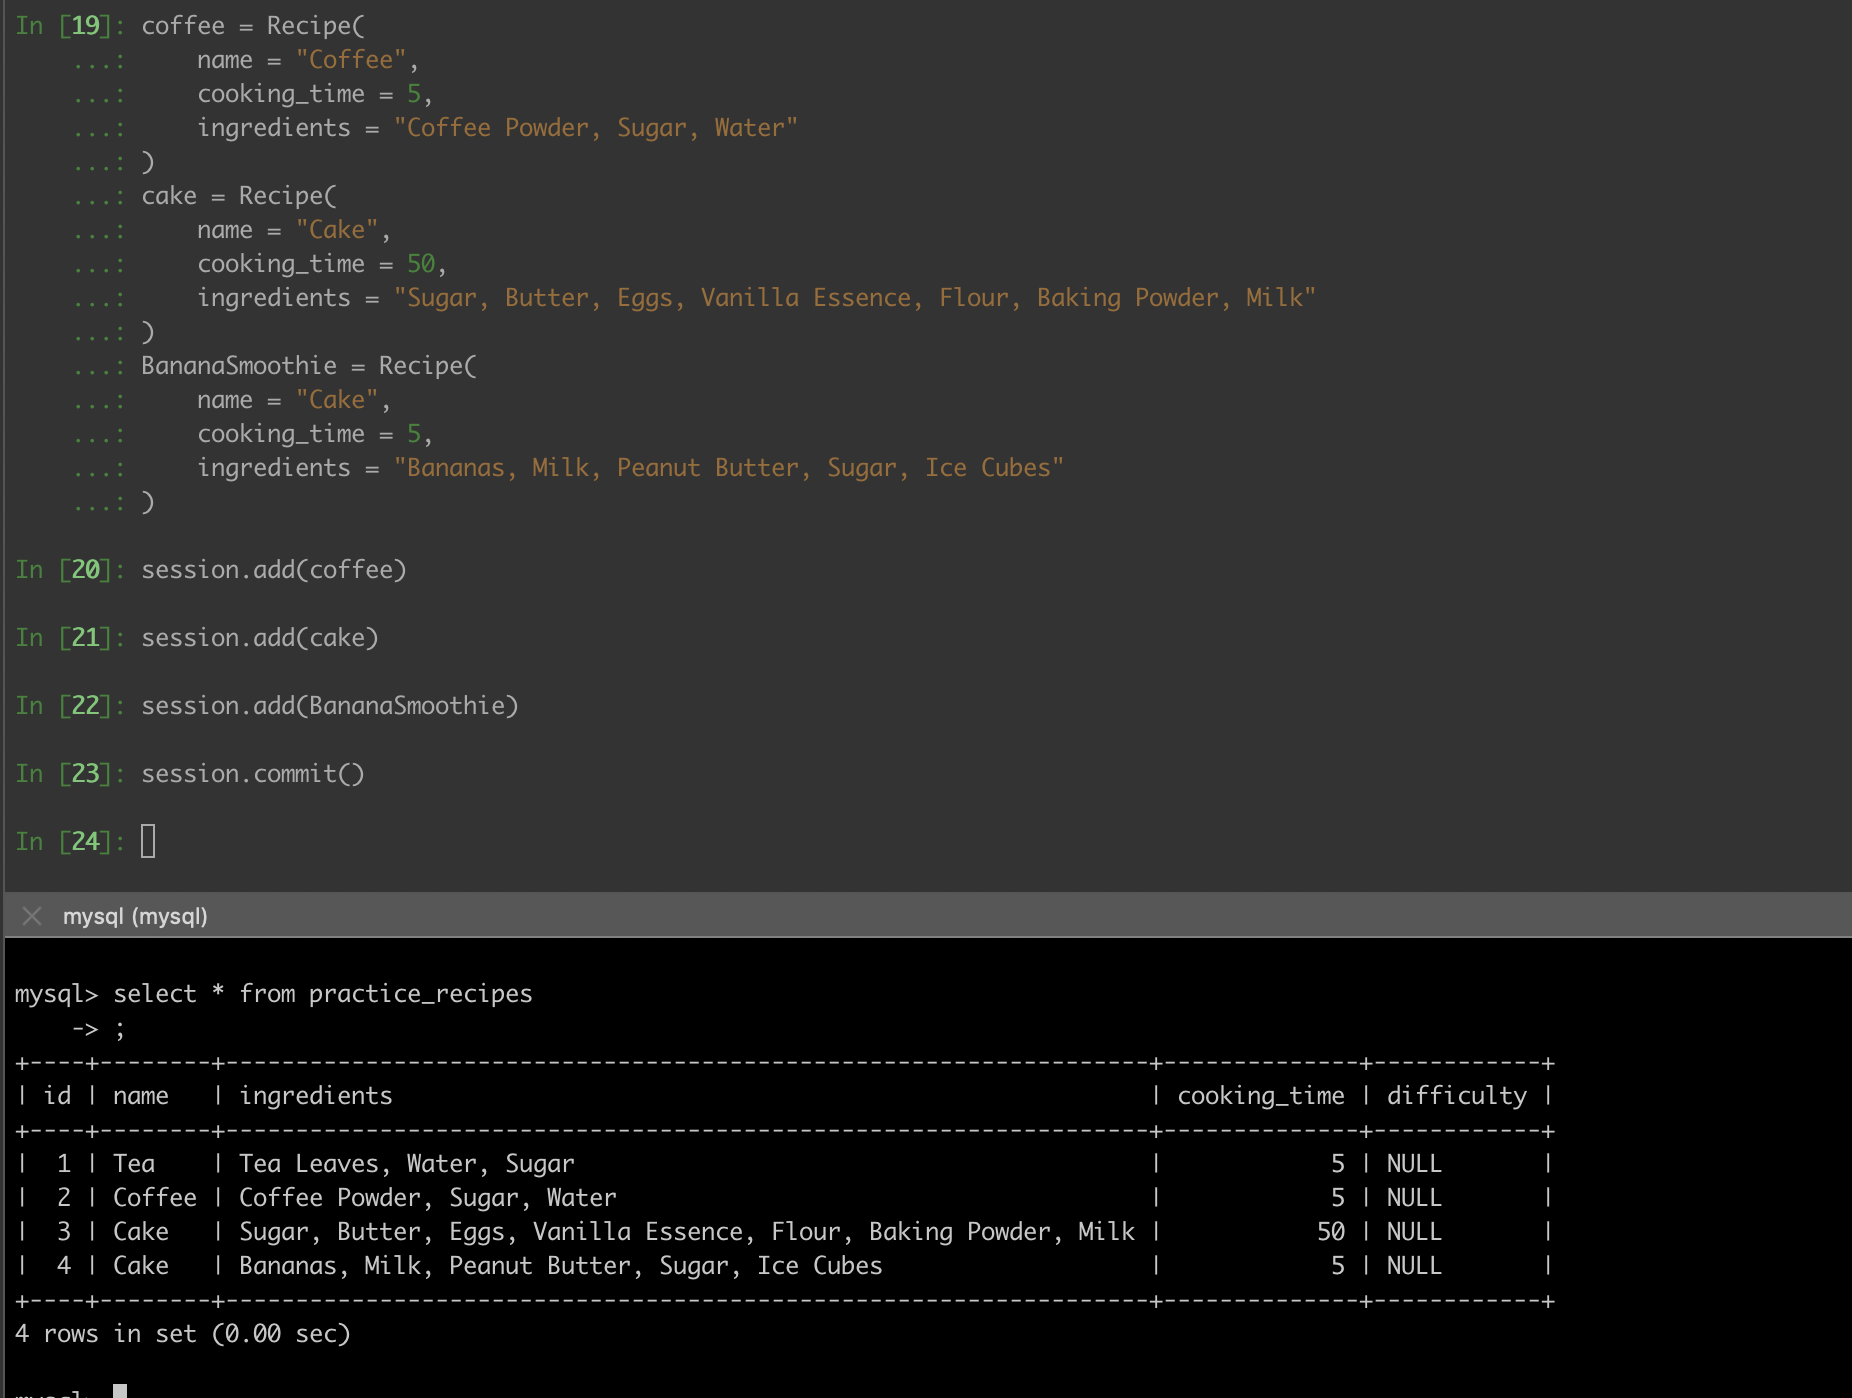 In [19]: coffee = Recipe(
    ...:     name = "Coffee",
    ...:     cooking_time = 5,
    ...:     ingredients = "Coffee Powder, Sugar, Water"
    ...: )
    ...: cake = Recipe(
    ...:     name = "Cake",
    ...:     cooking_time = 50,
    ...:     ingredients = "Sugar, Butter, Eggs, Vanilla Essence, Flour, Baking Powder, Milk"
    ...: )
    ...: BananaSmoothie = Recipe(
    ...:     name = "Cake",
    ...:     cooking_time = 5,
    ...:     ingredients = "Bananas, Milk, Peanut Butter, Sugar, Ice Cubes"
    ...: )
In [20]: session.add(coffee)
In [21]: session.add(cake)
In [22]: session.add(BananaSmoothie)
In [23]: session.commit()
In [24]:
mysql (mysql)
mysql> select * from practice_recipes
    -> ;
+----+--------+------------------------------------------------------------------+--------------+------------+
| id | name   | ingredients                                                      | cooking_time | difficulty |
+----+--------+------------------------------------------------------------------+--------------+------------+
|  1 | Tea    | Tea Leaves, Water, Sugar                                         |            5 | NULL       |
|  2 | Coffee | Coffee Powder, Sugar, Water                                      |            5 | NULL       |
|  3 | Cake   | Sugar, Butter, Eggs, Vanilla Essence, Flour, Baking Powder, Milk |           50 | NULL       |
|  4 | Cake   | Bananas, Milk, Peanut Butter, Sugar, Ice Cubes                   |            5 | NULL       |
+----+--------+------------------------------------------------------------------+--------------+------------+
4 rows in set (0.00 sec)
mysql>